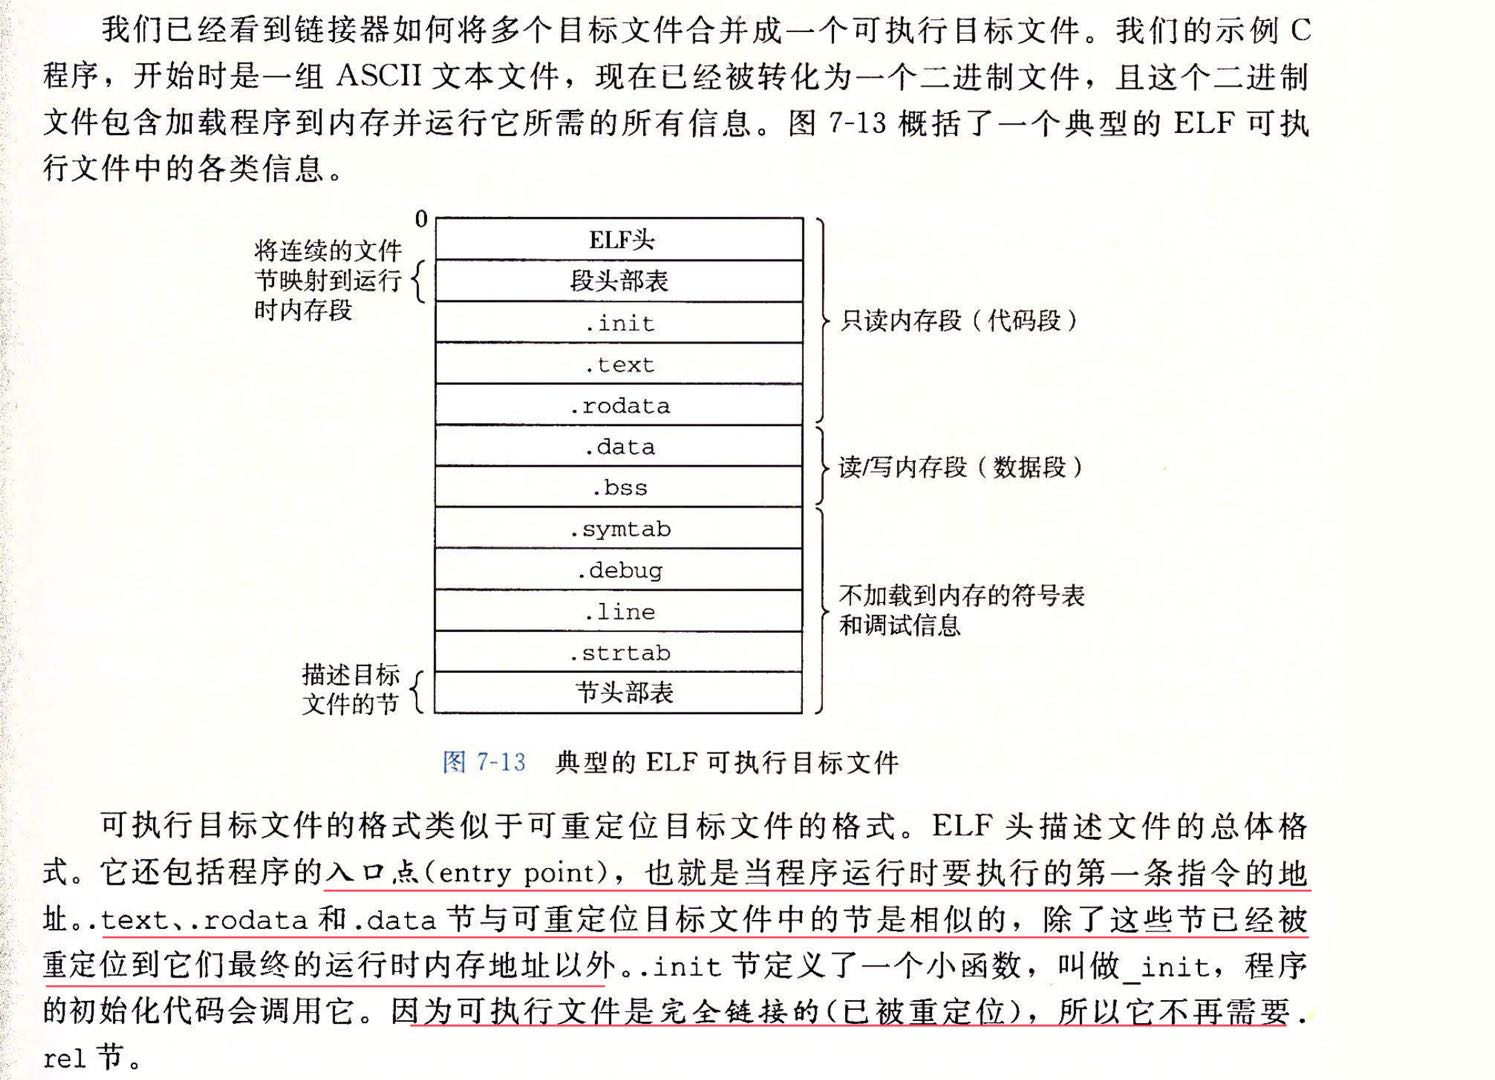 我们已经看到链接器如何将多个目标文件合并成一个可执行目标文件。我们的示例 C
程序，开始时是一组 ASCII 文本文件，现在已经被转化为一个二进制文件，且这个二进制
文件包含加载程序到内存并运行它所需的所有信息。图 7-13 概括了一个典型的 ELF 可执
行文件中的各类信息。
0
将连续的文件
节映射到运行
时内存段
ELF头
段头部表
.init
.text
.rodata
只读内存段（代码段）
.data
.bss
读/写内存段（数据段）
.symtab
.debug
.line
.strtab
不加载到内存的符号表
和调试信息
描述目标
文件的节
节头部表
图 7-13 典型的 ELF 可执行目标文件
可执行目标文件的格式类似于可重定位目标文件的格式。ELF 头描述文件的总体格
式。它还包括程序的入口点(entry point)，也就是当程序运行时要执行的第一条指令的地
址。.text、.rodata 和.data 节与可重定位目标文件中的节是相似的，除了这些节已经被
重定位到它们最终的运行时内存地址以外。.init 节定义了一个小函数，叫做_init，程序
的初始化代码会调用它。因为可执行文件是完全链接的(已被重定位)，所以它不再需要.
rel 节。